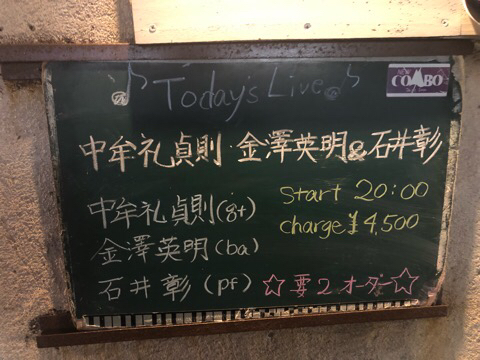 ♪Today's Live♪
COMBO
中牟礼貞則 金澤英明&石井彰
中牟礼貞則(gt)
金澤英明(ba)
石井彰(pf)
Start 20:00
charge¥4,500
☆要2オーダー☆